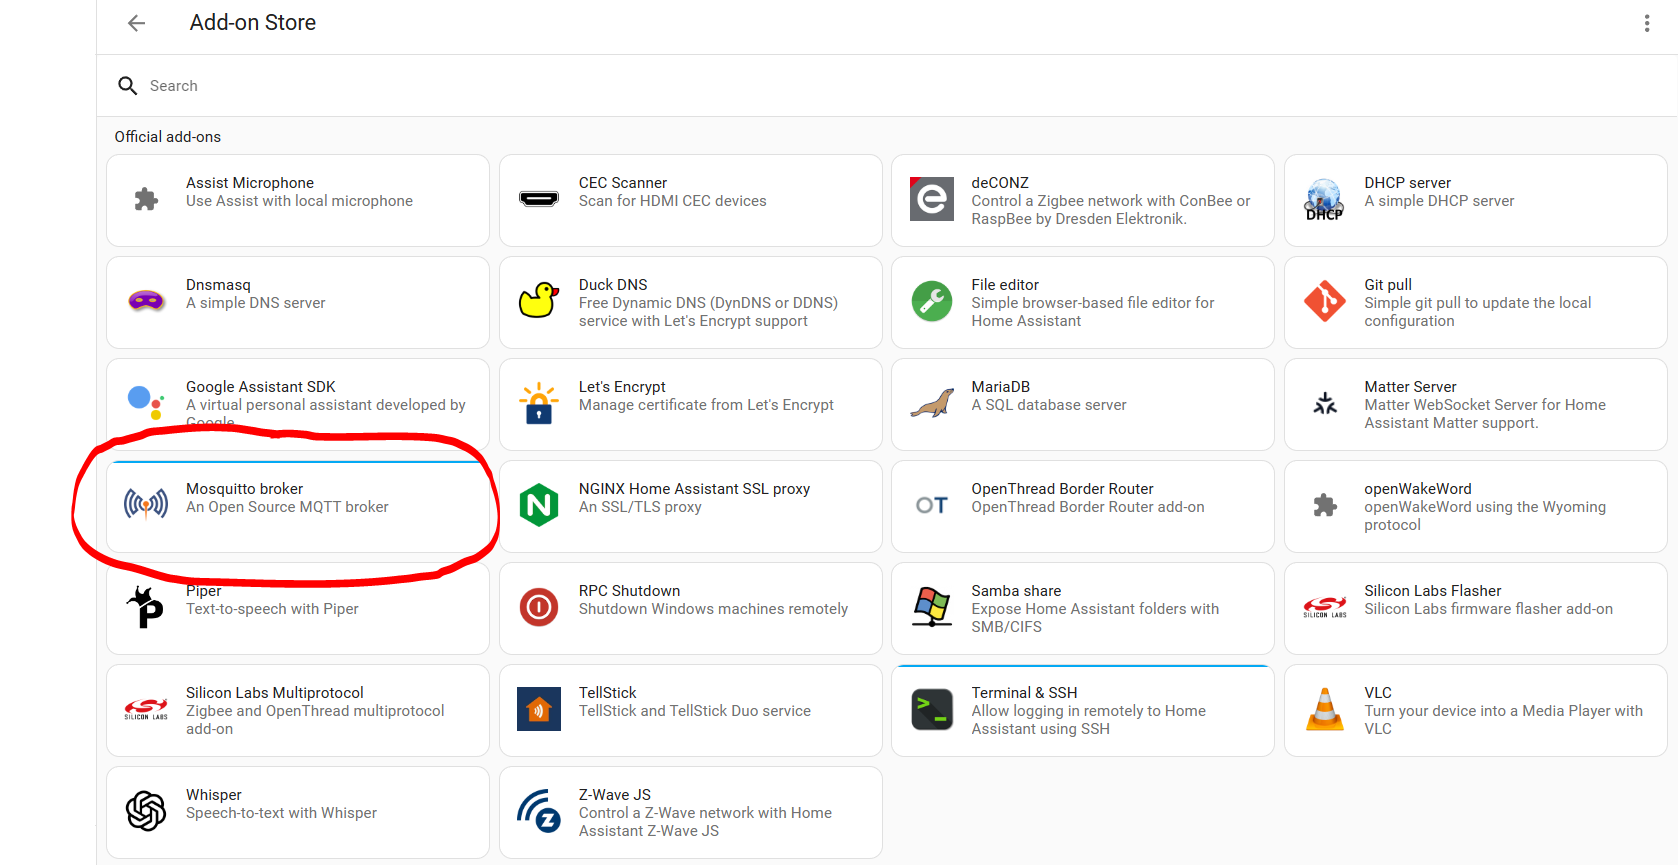 Add-on Store
Search
Official add-ons
Assist Microphone
Use Assist with local microphone
CEC Scanner
Scan for HDMI CEC devices
deCONZ
Control a Zigbee network with ConBee or
RaspBee by Dresden Elektronik.
DHCP
DHCP server
A simple DHCP server
Dnsmasq
A simple DNS server
Duck DNS
Free Dynamic DNS (DynDNS or DDNS)
service with Let's Encrypt support
File editor
Simple browser-based file editor for
Home Assistant
Git pull
Simple git pull to update the local
configuration
Google Assistant SDK
A virtual personal assistant developed by
Google
Let's Encrypt
Manage certificate from Let's Encrypt
MariaDB
A SQL database server
Matter Server
Matter WebSocket Server for Home
Assistant Matter support.
Mosquitto broker
An Open Source MQTT broker
N
NGINX Home Assistant SSL proxy
An SSL/TLS proxy
OT
OpenThread Border Router
OpenThread Border Router add-on
openWakeWord
openWakeWord using the Wyoming
protocol
P
Piper
Text-to-speech with Piper
RPC Shutdown
Shutdown Windows machines remotely
Samba share
Expose Home Assistant folders with
SMB/CIFS
SILICON LABS
Silicon Labs Flasher
Silicon Labs firmware flasher add-on
SILICON LABS
Silicon Labs Multiprotocol
Zigbee and OpenThread multiprotocol
add-on
TellStick
TellStick and TellStick Duo service
Terminal & SSH
Allow logging in remotely to Home
Assistant using SSH
VLC
Turn your device into a Media Player with
VLC
Whisper
Speech-to-text with Whisper
Z
Z-Wave JS
Control a Z-Wave network with Home
Assistant Z-Wave JS